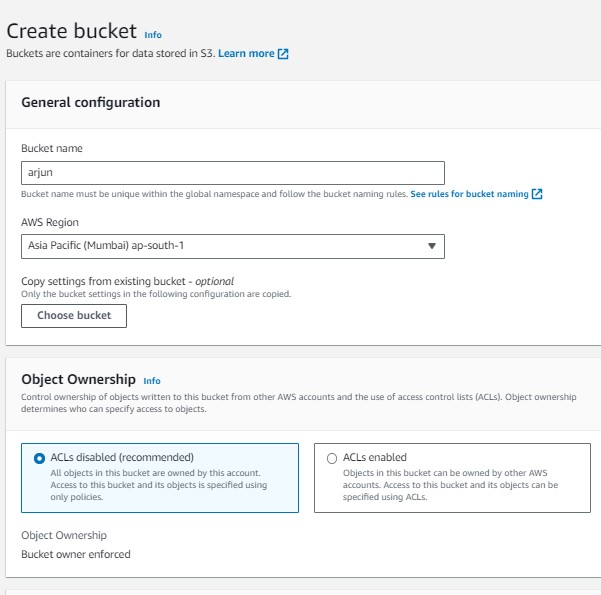 Create bucket Info
Buckets are containers for data stored in S3. Learn more
General configuration
Bucket name
arjun
Bucket name must be unique within the global namespace and follow the bucket naming rules. See rules for bucket naming
AWS Region
Asia Pacific (Mumbai) ap-south-1
Copy settings from existing bucket - optional
Only the bucket settings in the following configuration are copied.
Choose bucket
Object Ownership Info
Control ownership of objects written to this bucket from other AWS accounts and the use of access control lists (ACLs). Object ownership
determines who can specify access to objects.
ACLs disabled (recommended)
All objects in this bucket are owned by this account.
Access to this bucket and its objects is specified using
only policies.
ACLs enabled
Objects in this bucket can be owned by other AWS
accounts. Access to this bucket and its objects can be
specified using ACLs.
Object Ownership
Bucket owner enforced